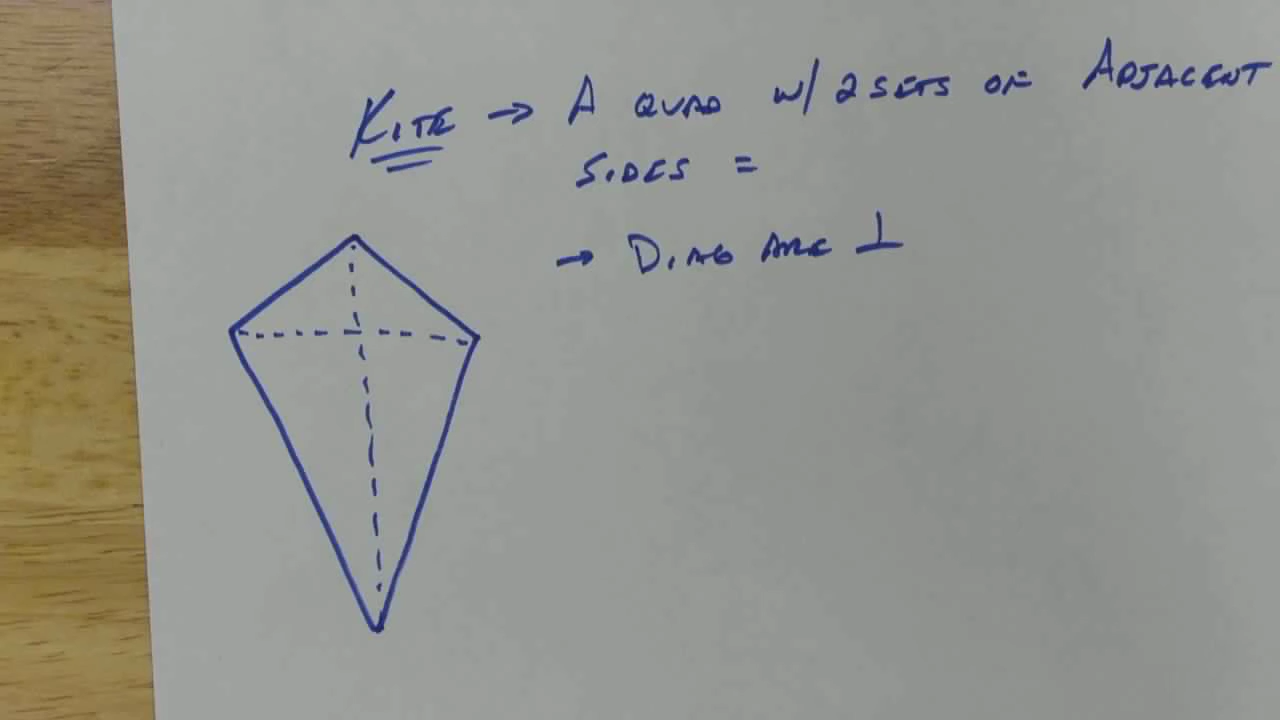 KITE → A QUAD W/ 2 SETS OF ADJACENT
SIDES =
→ DIAG ARE ⊥